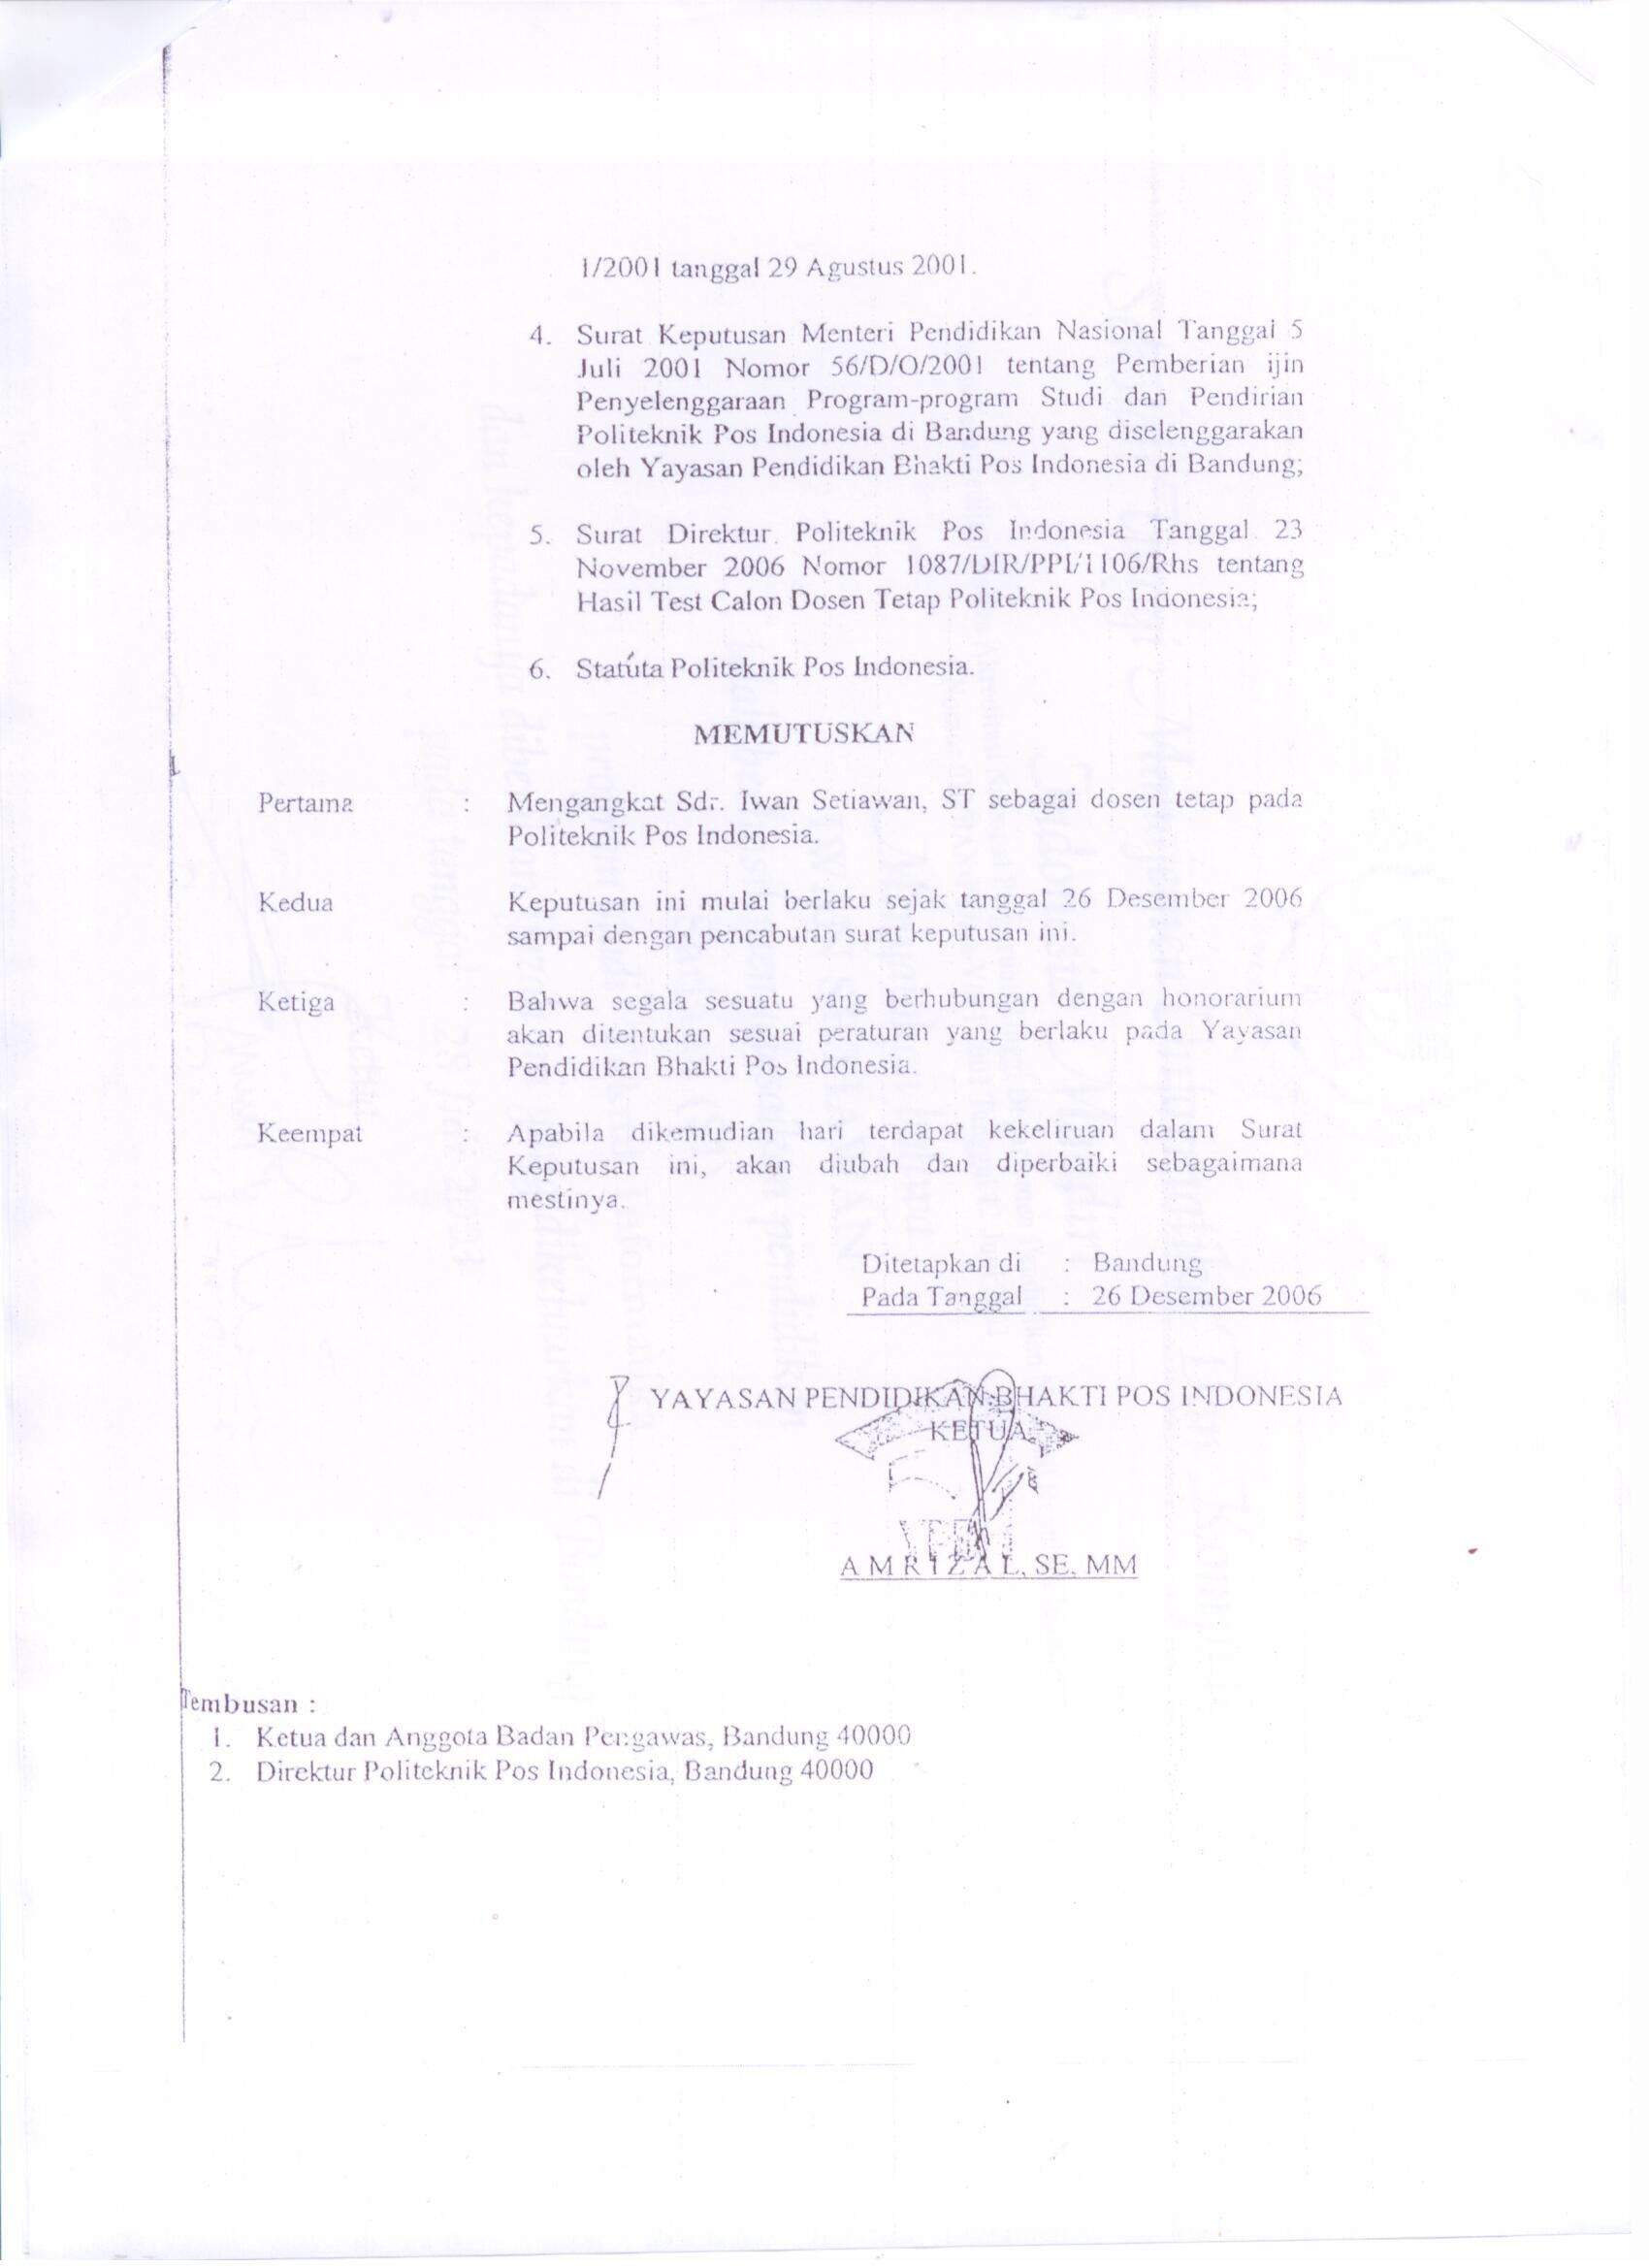 1/2001 tanggal 29 Agustus 2001.
4. Surat Keputusan Menteri Pendidikan Nasional Tanggal 5
Juli 2001 Nomor 56/D/O/2001 tentang Pemberian ijin
Penyelenggaraan Program-program Studi dan Pendirian
Politeknik Pos Indonesia di Bandung yang diselenggarakan
oleh Yayasan Pendidikan Bhakti Pos Indonesia di Bandung;
5. Surat Direktur Politeknik Pos Indonesia Tanggal 23
November 2006 Nomor 1087/DIR/PPI/1106/Rhs tentang
Hasil Test Calon Dosen Tetap Politeknik Pos Indonesia;
6. Statuta Politeknik Pos Indonesia.
MEMUTUSKAN
Pertama : Mengangkat Sdr. Iwan Setiawan, ST sebagai dosen tetap pada
Politeknik Pos Indonesia.
Kedua Keputusan ini mulai berlaku sejak tanggal 26 Desember 2006
sampai dengan pencabutan surat keputusan ini.
Ketiga : Bahwa segala sesuatu yang berhubungan dengan honorarium
akan ditentukan sesuai peraturan yang berlaku pada Yayasan
Pendidikan Bhakti Pos Indonesia.
Keempat : Apabila dikemudian hari terdapat kekeliruan dalam Surat
Keputusan ini, akan diubah dan diperbaiki sebagaimana
mestinya.
Ditetapkan di : Bandung
Pada Tanggal : 26 Desember 2006
YAYASAN PENDIDIKAN BHAKTI POS INDONESIA
KETUA
A M R I Z A L, SE, MM
Tembusan :
1. Ketua dan Anggota Badan Pengawas, Bandung 40000
2. Direktur Politeknik Pos Indonesia, Bandung 40000